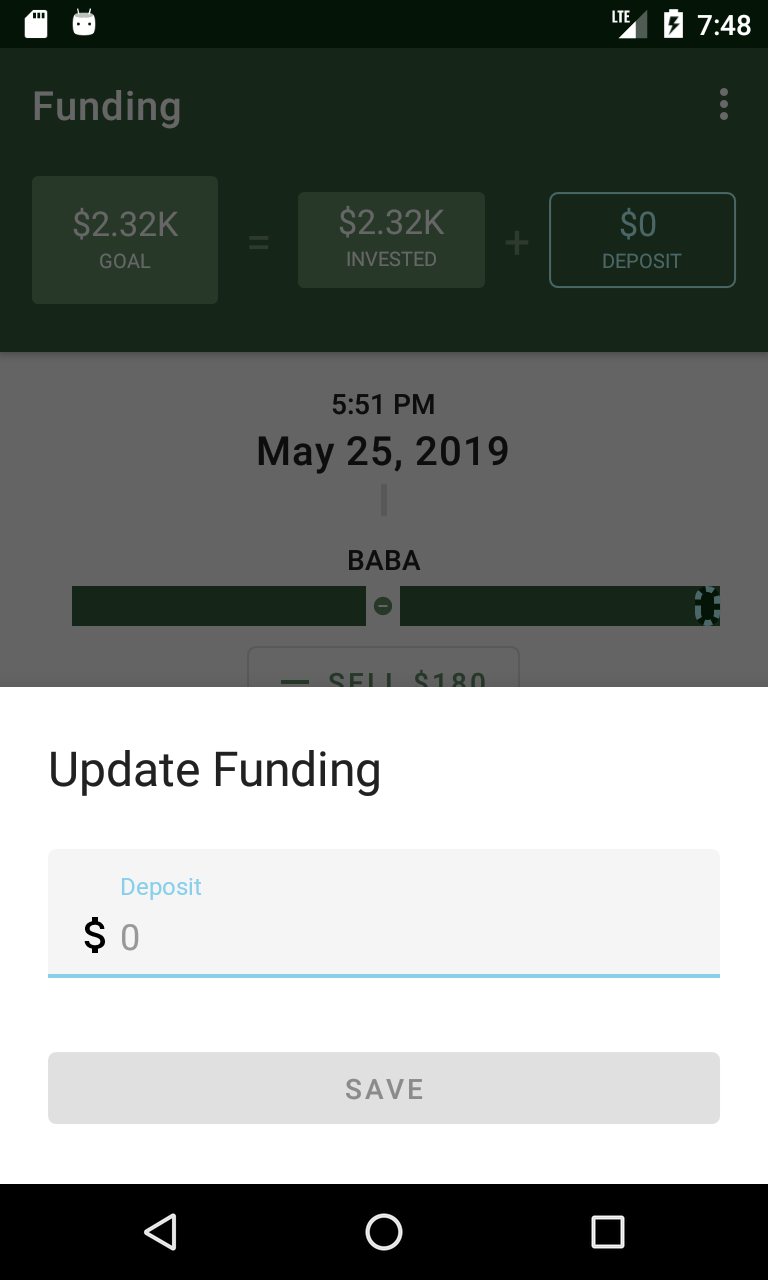 LTE 7:48
Funding
$2.32K = $2.32K + $0
GOAL INVESTED DEPOSIT
5:51 PM
May 25, 2019
BABA
SELL $180
Update Funding
Deposit
$ 0
SAVE